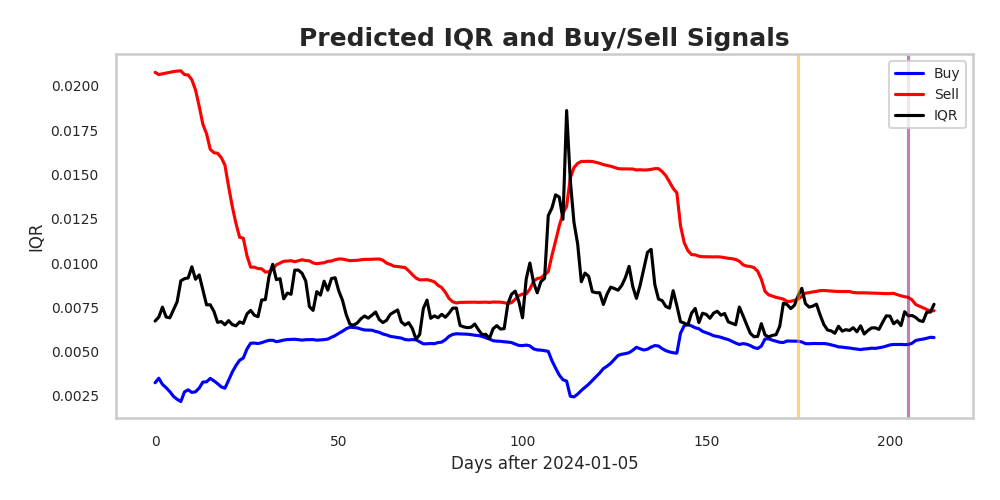 Predicted IQR and Buy/Sell Signals
Buy
Sell
IQR
0.0200
0.0175
0.0150
0.0125
0.0100
0.0075
0.0050
0.0025
IQR
0
50
100
150
200
Days after 2024-01-05